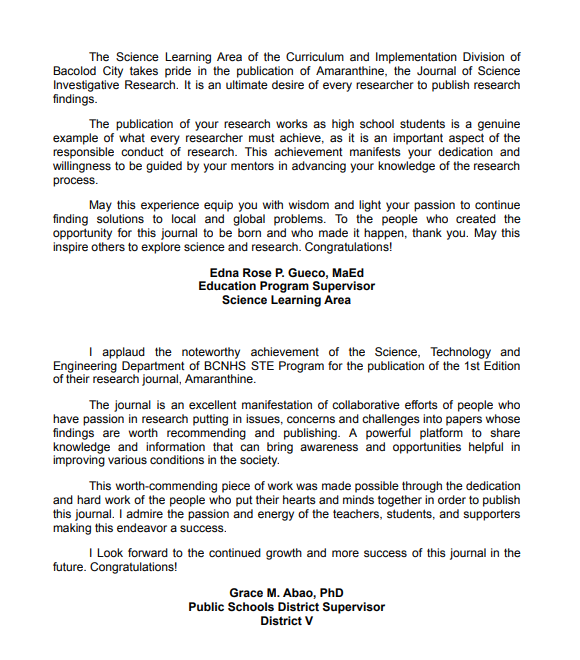 The Science Learning Area of the Curriculum and Implementation Division of
Bacolod City takes pride in the publication of Amaranthine, the Journal of Science
Investigative Research. It is an ultimate desire of every researcher to publish research
findings.
The publication of your research works as high school students is a genuine
example of what every researcher must achieve, as it is an important aspect of the
responsible conduct of research. This achievement manifests your dedication and
willingness to be guided by your mentors in advancing your knowledge of the research
process.
May this experience equip you with wisdom and light your passion to continue
finding solutions to local and global problems. To the people who created the
opportunity for this journal to be born and who made it happen, thank you. May this
inspire others to explore science and research. Congratulations!
Edna Rose P. Gueco, MaEd
Education Program Supervisor
Science Learning Area
I applaud the noteworthy achievement of the Science, Technology and
Engineering Department of BCNHS STE Program for the publication of the 1st Edition
of their research journal, Amaranthine.
The journal is an excellent manifestation of collaborative efforts of people who
have passion in research putting in issues, concerns and challenges into papers whose
findings are worth recommending and publishing. A powerful platform to share
knowledge and information that can bring awareness and opportunities helpful in
improving various conditions in the society.
This worth-commending piece of work was made possible through the dedication
and hard work of the people who put their hearts and minds together in order to publish
this journal. I admire the passion and energy of the teachers, students, and supporters
making this endeavor a success.
I Look forward to the continued growth and more success of this journal in the
future. Congratulations!
Grace M. Abao, PhD
Public Schools District Supervisor
District V